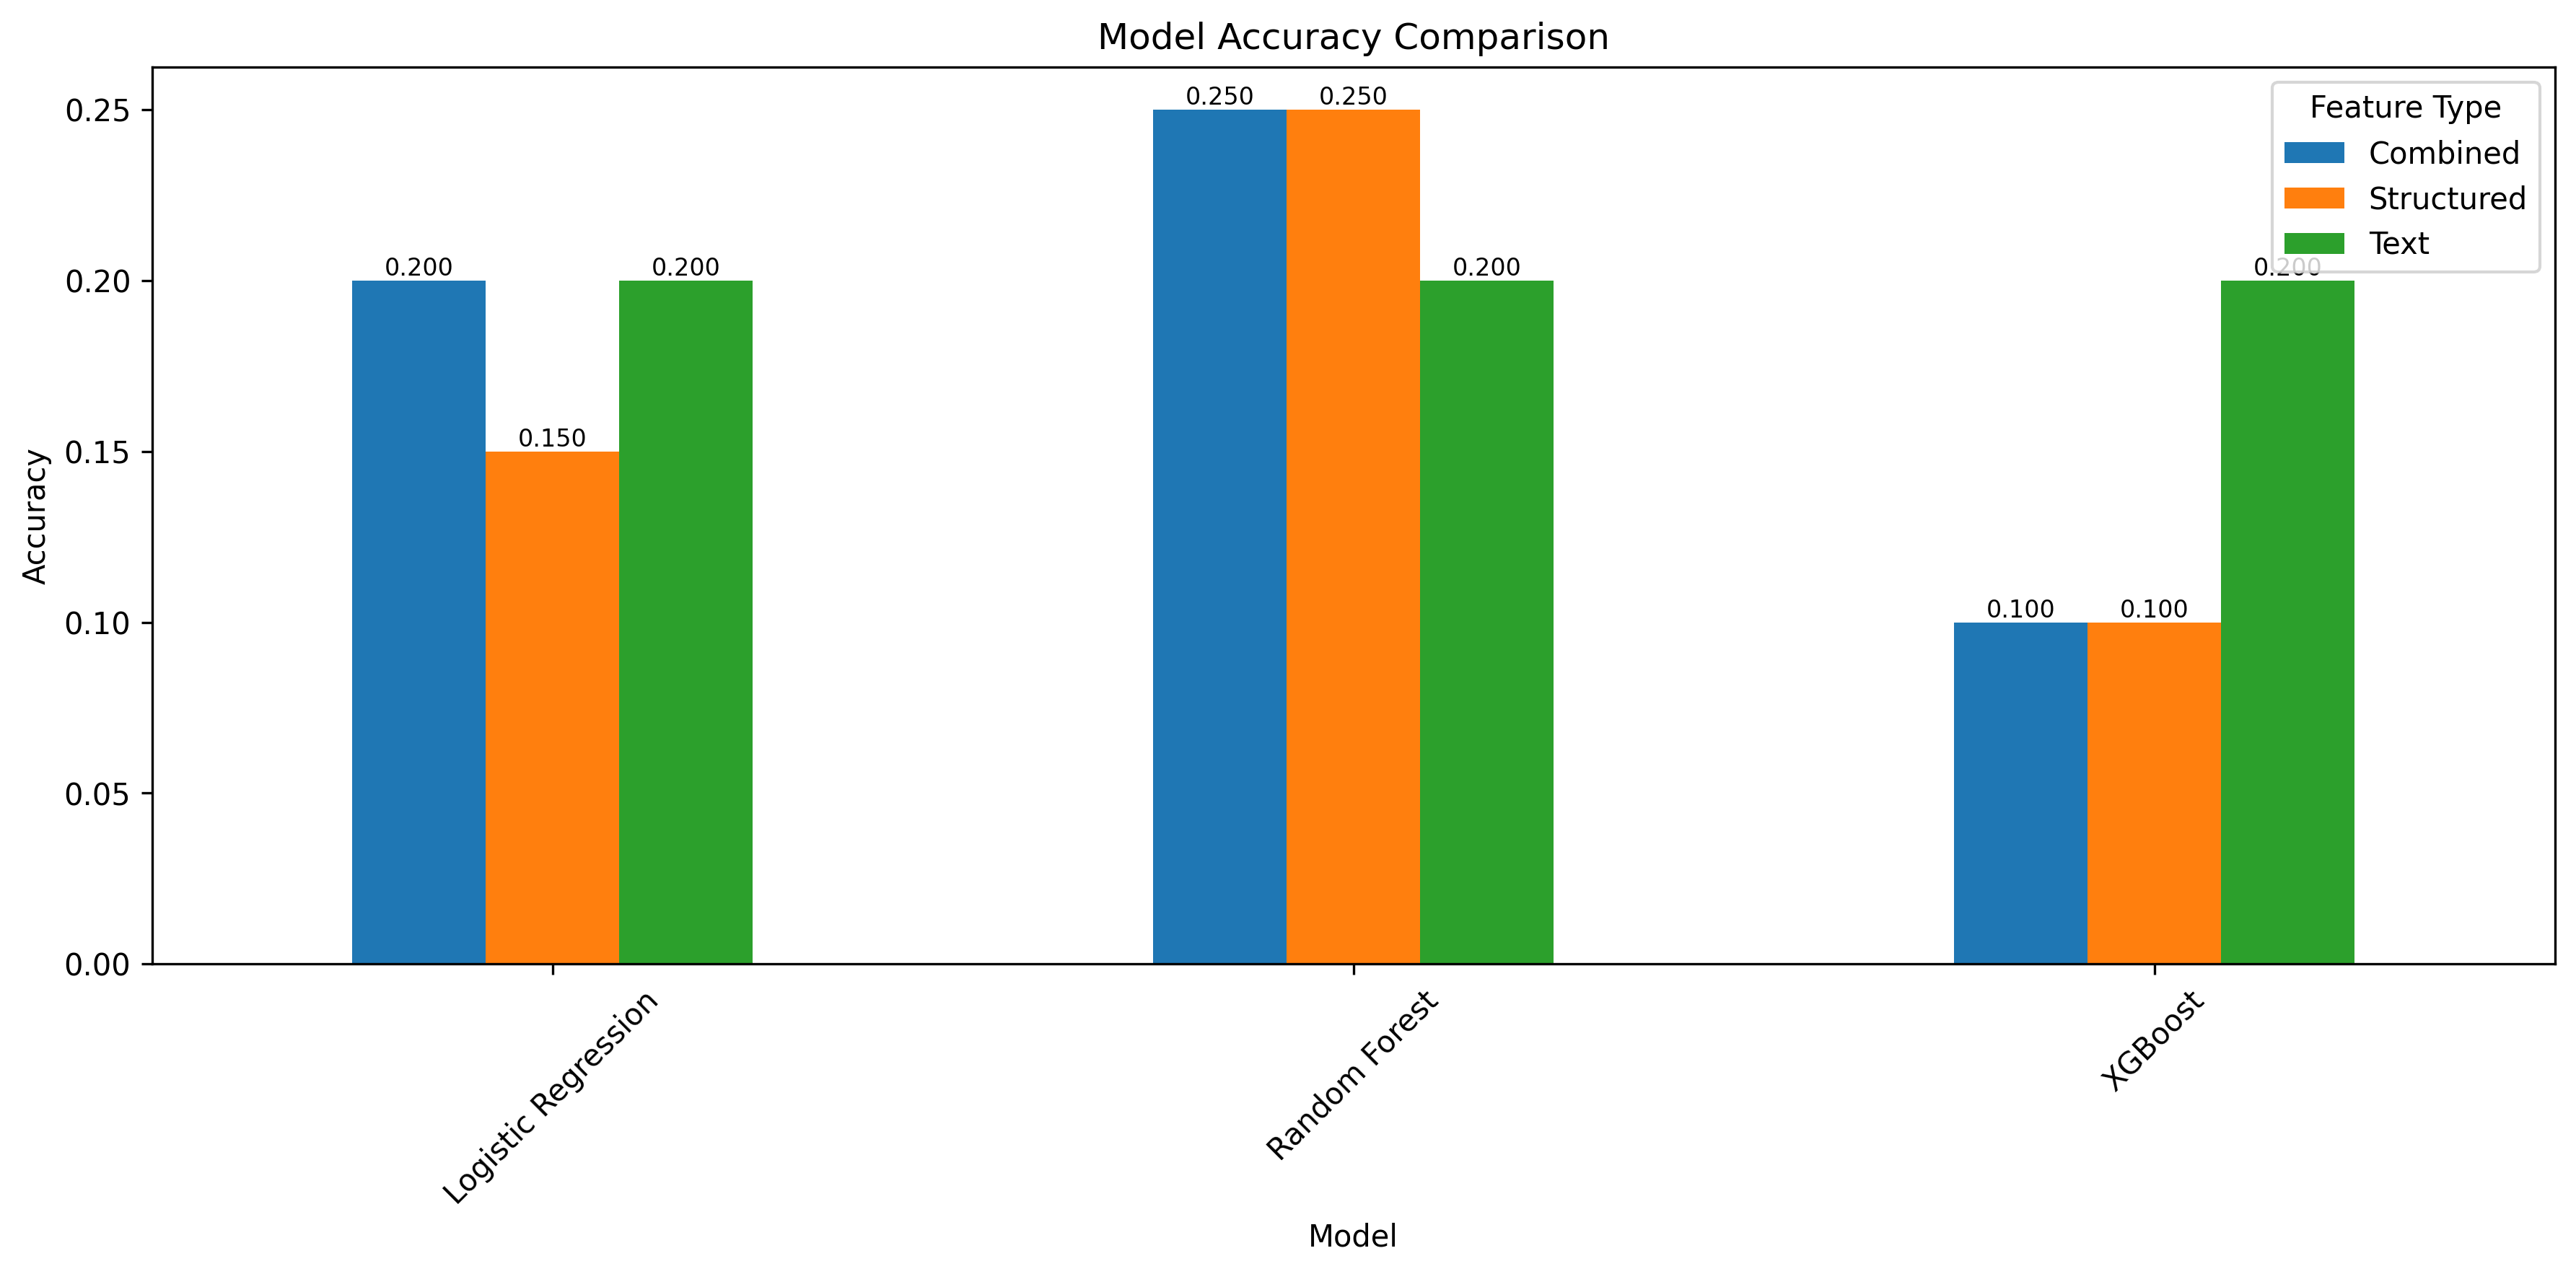 Model Accuracy Comparison
Feature Type
Combined
Structured
Text
Accuracy
0.25
0.20
0.15
0.10
0.05
0.00
0.200
0.150
0.200
0.250
0.250
0.200
0.100
0.100
0.200
Logistic Regression
Random Forest
XGBoost
Model